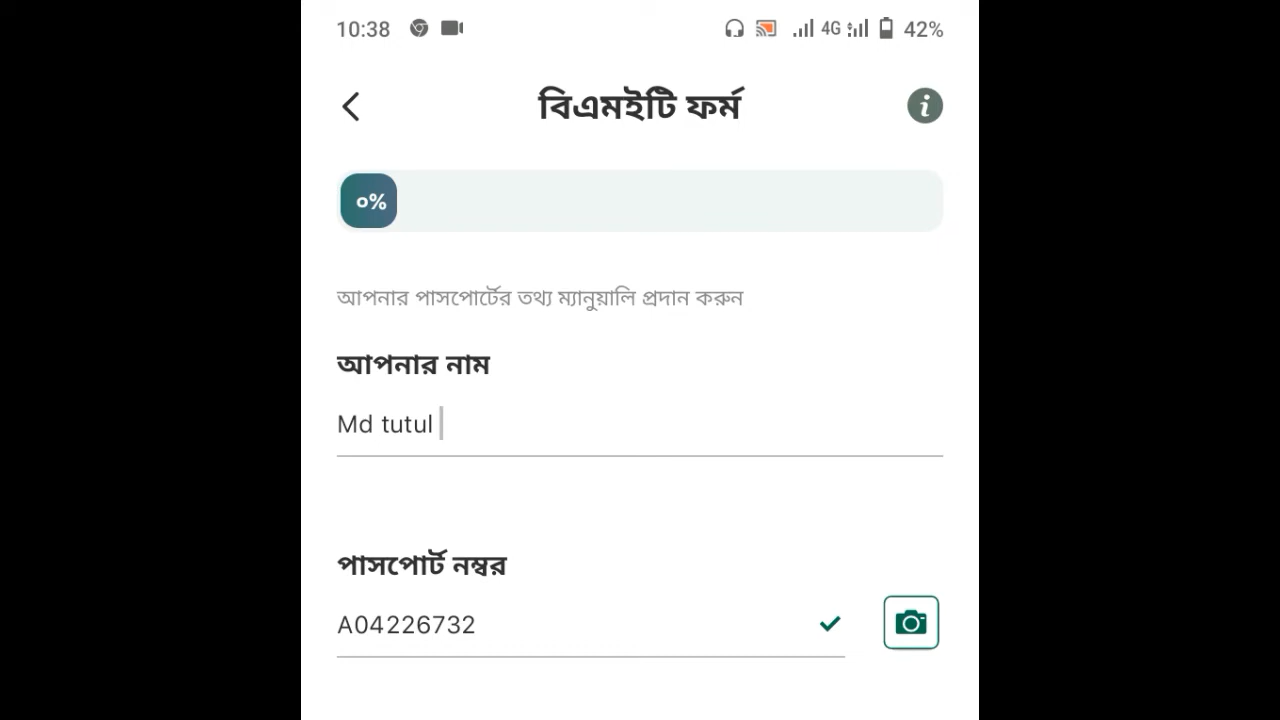 10:38 4G 42%
বিএমইটি ফর্ম
০%
আপনার পাসপোর্টের তথ্য ম্যানুয়ালি প্রদান করুন
আপনার নাম
Md tutul
পাসপোর্ট নম্বর
A04226732